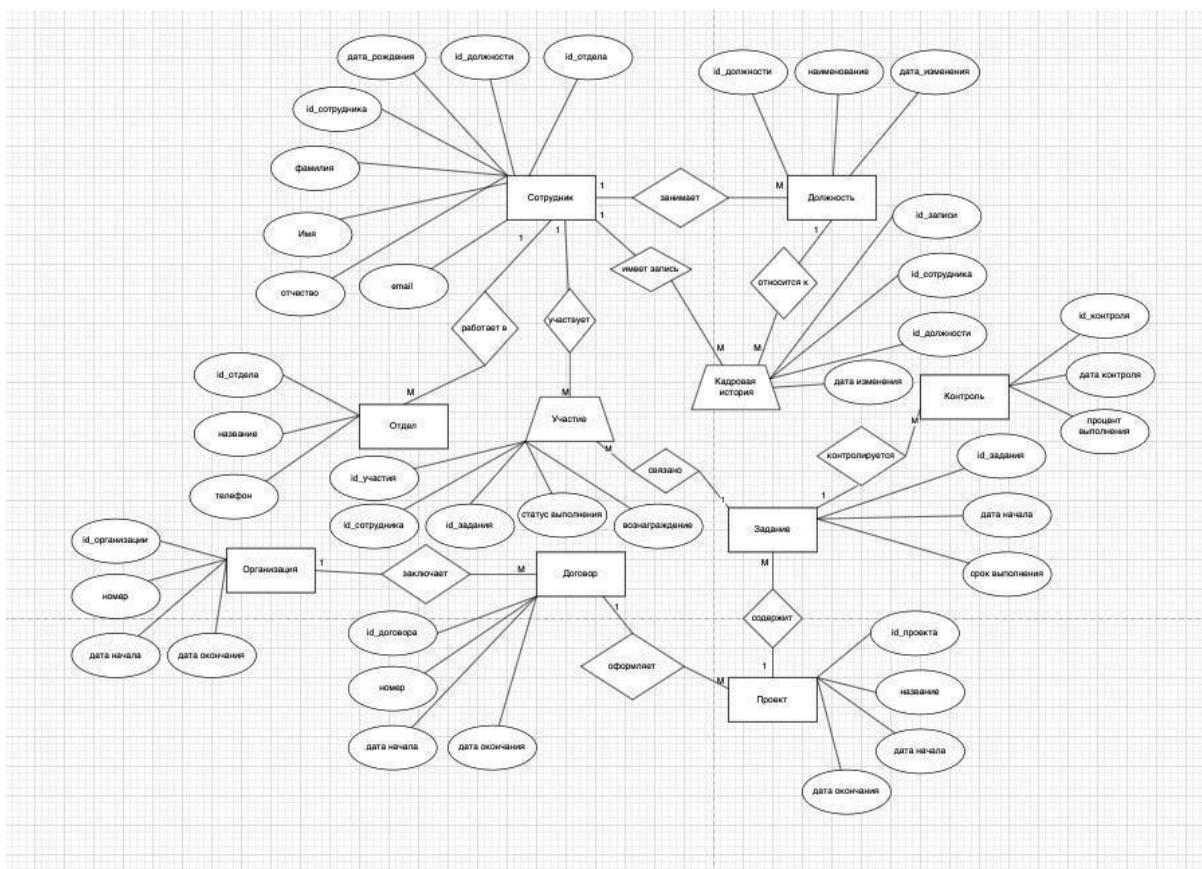 дата_рождения
id_должности
id_отдела
id_должности
наименование
дата_изменения
id_сотрудника
фамилия
Сотрудник
1
занимает
М
Должность
1
1
1
1
id_записи
Имя
отчество
email
имеет запись
относится к
id_сотрудника
работает в
участвует
id_контроля
id_должности
М
М
id_отдела
Кадровая
история
дата изменения
дата контроля
М
М
Контроль
Отдел
Участие
М
процент
выполнения
название
М
контролируется
id_задания
связано
id_участия
телефон
1
1
id_сотрудника
id_задания
статус выполнения
вознаграждение
Задание
дата начала
id_организации
Организация
1
заключает
М
Договор
М
срок выполнения
номер
1
содержит
id_договора
id_проекта
дата начала
дата окончания
оформляет
1
номер
М
Проект
название
дата начала
дата окончания
дата начала
дата окончания